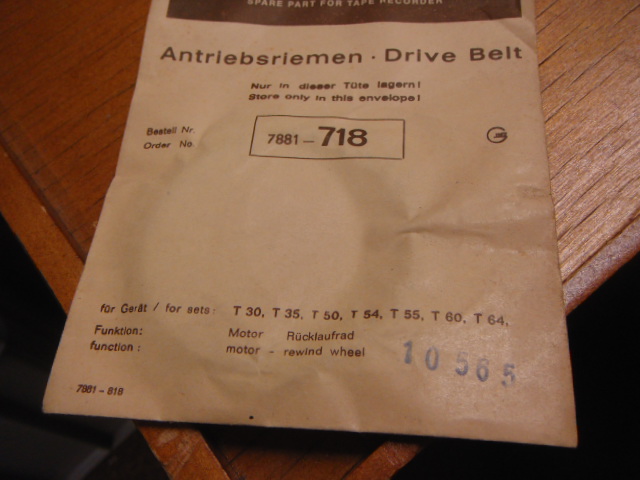 SPARE PART FOR TAPE RECORDER
Antriebsriemen · Drive Belt
Nur in dieser Tüte lagern!
Store only in this envelope!
Bestell Nr.
Order No.
7881 – 718
für Gerät / for sets: T 30, T 35, T 50, T 54, T 55, T 60, T 64,
Funktion: Motor Rücklaufrad
function: motor - rewind wheel
10565
7881 – 818